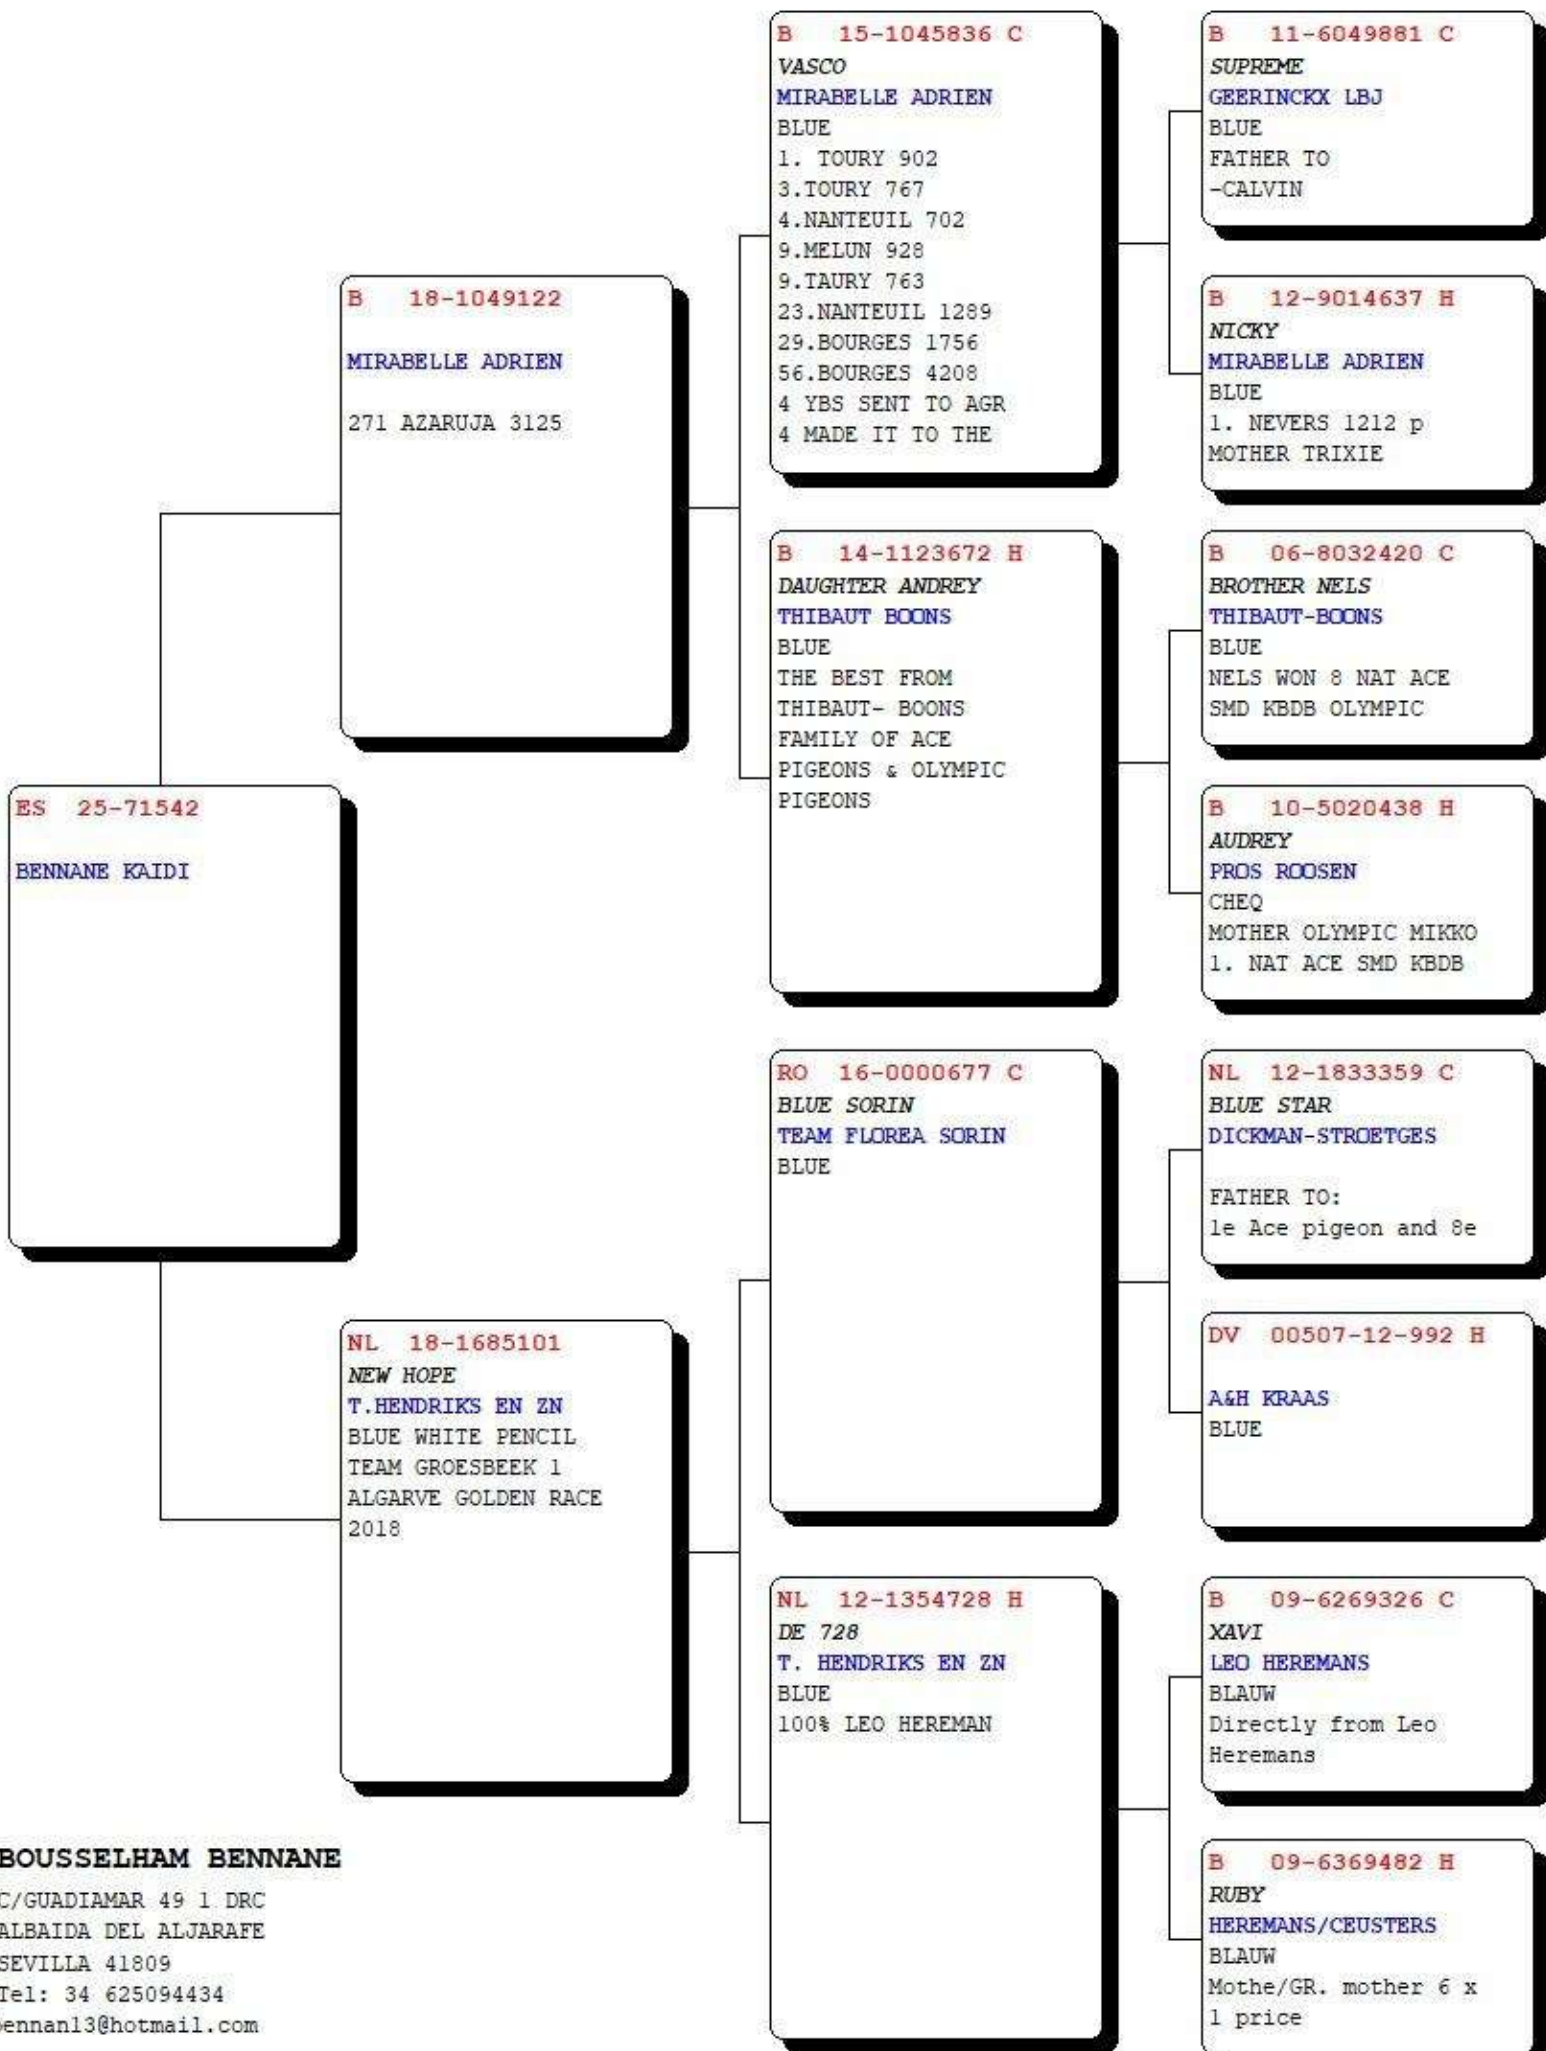 ES 25-71542
BENNANE KAIDI
B 18-1049122
MIRABELLE ADRIEN
271 AZARUJA 3125
NL 18-1685101
NEW HOPE
T.HENDRIKS EN ZN
BLUE WHITE PENCIL
TEAM GROESBEEK 1
ALGARVE GOLDEN RACE
2018
B 15-1045836 C
VASCO
MIRABELLE ADRIEN
BLUE
1. TOURY 902
3.TOURY 767
4.NANTEUIL 702
9.MELUN 928
9.TAURY 763
23.NANTEUIL 1289
29.BOURGES 1756
56.BOURGES 4208
4 YBS SENT TO AGR
4 MADE IT TO THE
B 14-1123672 H
DAUGHTER ANDREY
THIBAUT BOONS
BLUE
THE BEST FROM
THIBAUT- BOONS
FAMILY OF ACE
PIGEONS & OLYMPIC
PIGEONS
RO 16-0000677 C
BLUE SORIN
TEAM FLOREA SORIN
BLUE
NL 12-1354728 H
DE 728
T. HENDRIKS EN ZN
BLUE
100% LEO HEREMAN
B 11-6049881 C
SUPREME
GEERINCKX LBJ
BLUE
FATHER TO
-CALVIN
B 12-9014637 H
NICKY
MIRABELLE ADRIEN
BLUE
1. NEVERS 1212 p
MOTHER TRIXIE
B 06-8032420 C
BROTHER NELS
THIBAUT-BOONS
BLUE
NELS WON 8 NAT ACE
SMD KBDB OLYMPIC
B 10-5020438 H
AUDREY
PROS ROOSEN
CHEQ
MOTHER OLYMPIC MIKKO
1. NAT ACE SMD KBDB
NL 12-1833359 C
BLUE STAR
DICKMAN-STROETGES
FATHER TO:
1e Ace pigeon and 8e
DV 00507-12-992 H
A&H KRAAS
BLUE
B 09-6269326 C
XAVI
LEO HEREMANS
BLAUW
Directly from Leo
Heremans
B 09-6369482 H
RUBY
HEREMANS/CEUSTERS
BLAUW
Mothe/GR. mother 6 x
1 price
BOUSSELHAM BENNANE
C/GUADIAMAR 49 1 DRC
ALBAIDA DEL ALJARAFE
SEVILLA 41809
Tel: 34 625094434
bennan13@hotmail.com